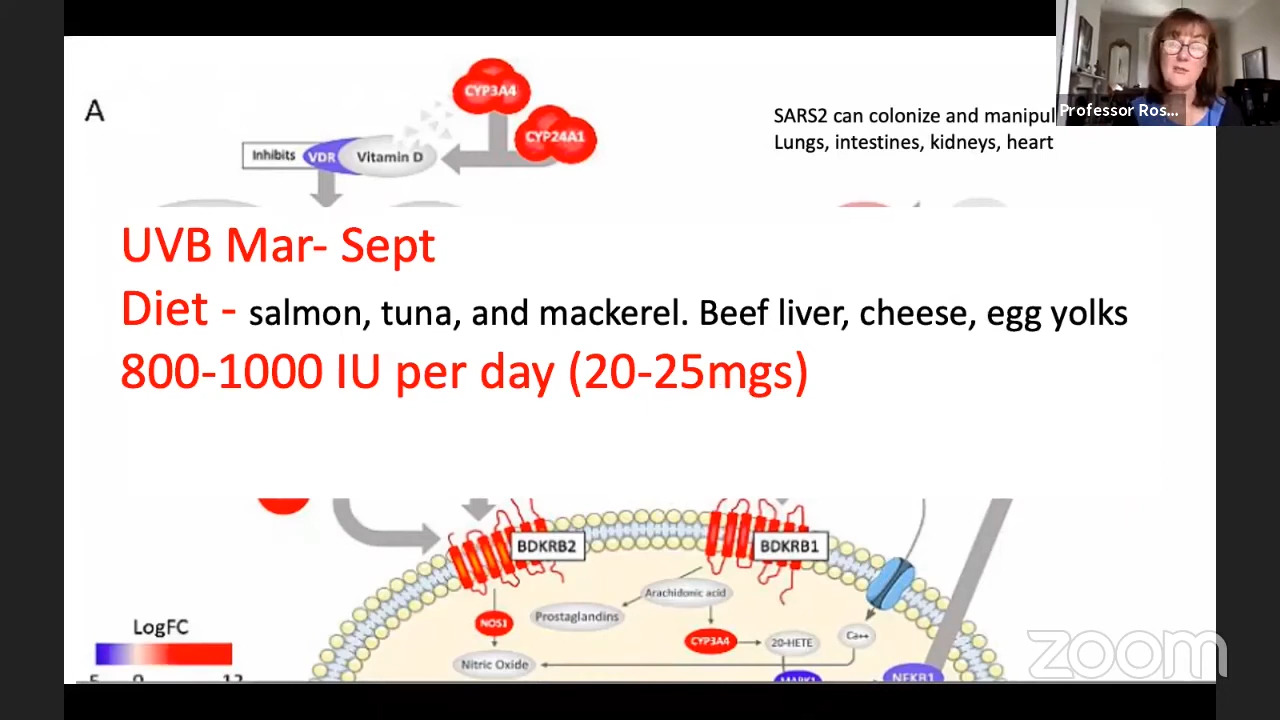 A
CYP3A4
CYP24A1
Inhibits VDR Vitamin D
SARS2 can colonize and manipul
Lungs, intestines, kidneys, heart
Professor Ros...
UVB Mar- Sept
Diet - salmon, tuna, and mackerel. Beef liver, cheese, egg yolks
800-1000 IU per day (20-25mgs)
BDKRB2
BDKRB1
Arachidonic acid
Prostaglandins
NOS1
CYP3A4
20-HETE
Ca++
Nitric Oxide
MAPK1
NFKB1
LogFC
zoom